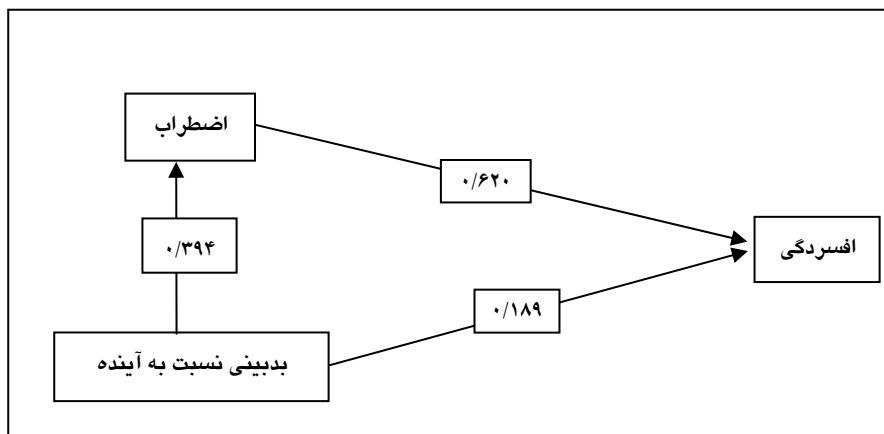 اضطراب
۰/۶۲۰
افسردگی
۰/۳۹۴
۰/۱۸۹
بدبینی نسبت به آینده